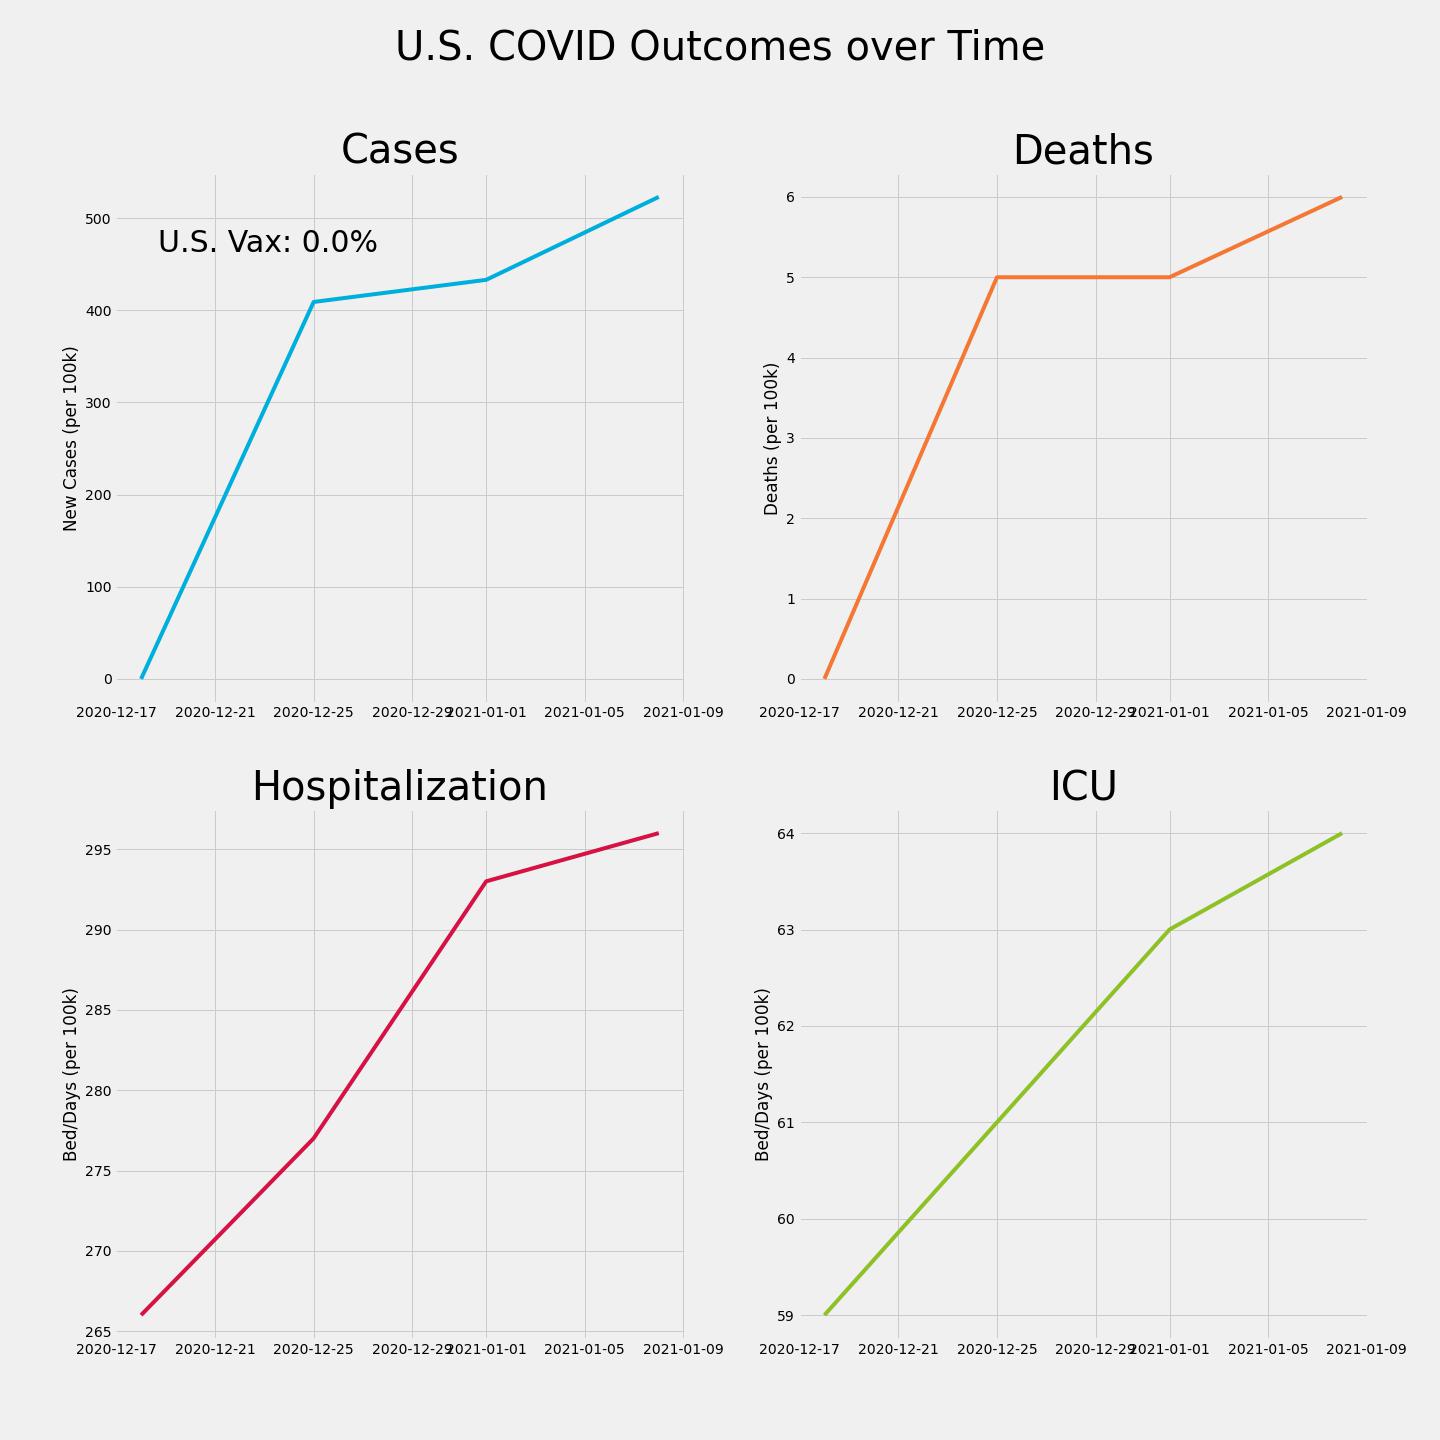 U.S. COVID Outcomes over Time
Cases
New Cases (per 100k)
500
400
300
200
100
0
U.S. Vax: 0.0%
2020-12-17 2020-12-21 2020-12-25 2020-12-29 2021-01-01 2021-01-05 2021-01-09
Deaths
Deaths (per 100k)
6
5
4
3
2
1
0
2020-12-17 2020-12-21 2020-12-25 2020-12-29 2021-01-01 2021-01-05 2021-01-09
Hospitalization
Bed/Days (per 100k)
295
290
285
280
275
270
265
2020-12-17 2020-12-21 2020-12-25 2020-12-29 2021-01-01 2021-01-05 2021-01-09
ICU
Bed/Days (per 100k)
64
63
62
61
60
59
2020-12-17 2020-12-21 2020-12-25 2020-12-29 2021-01-01 2021-01-05 2021-01-09